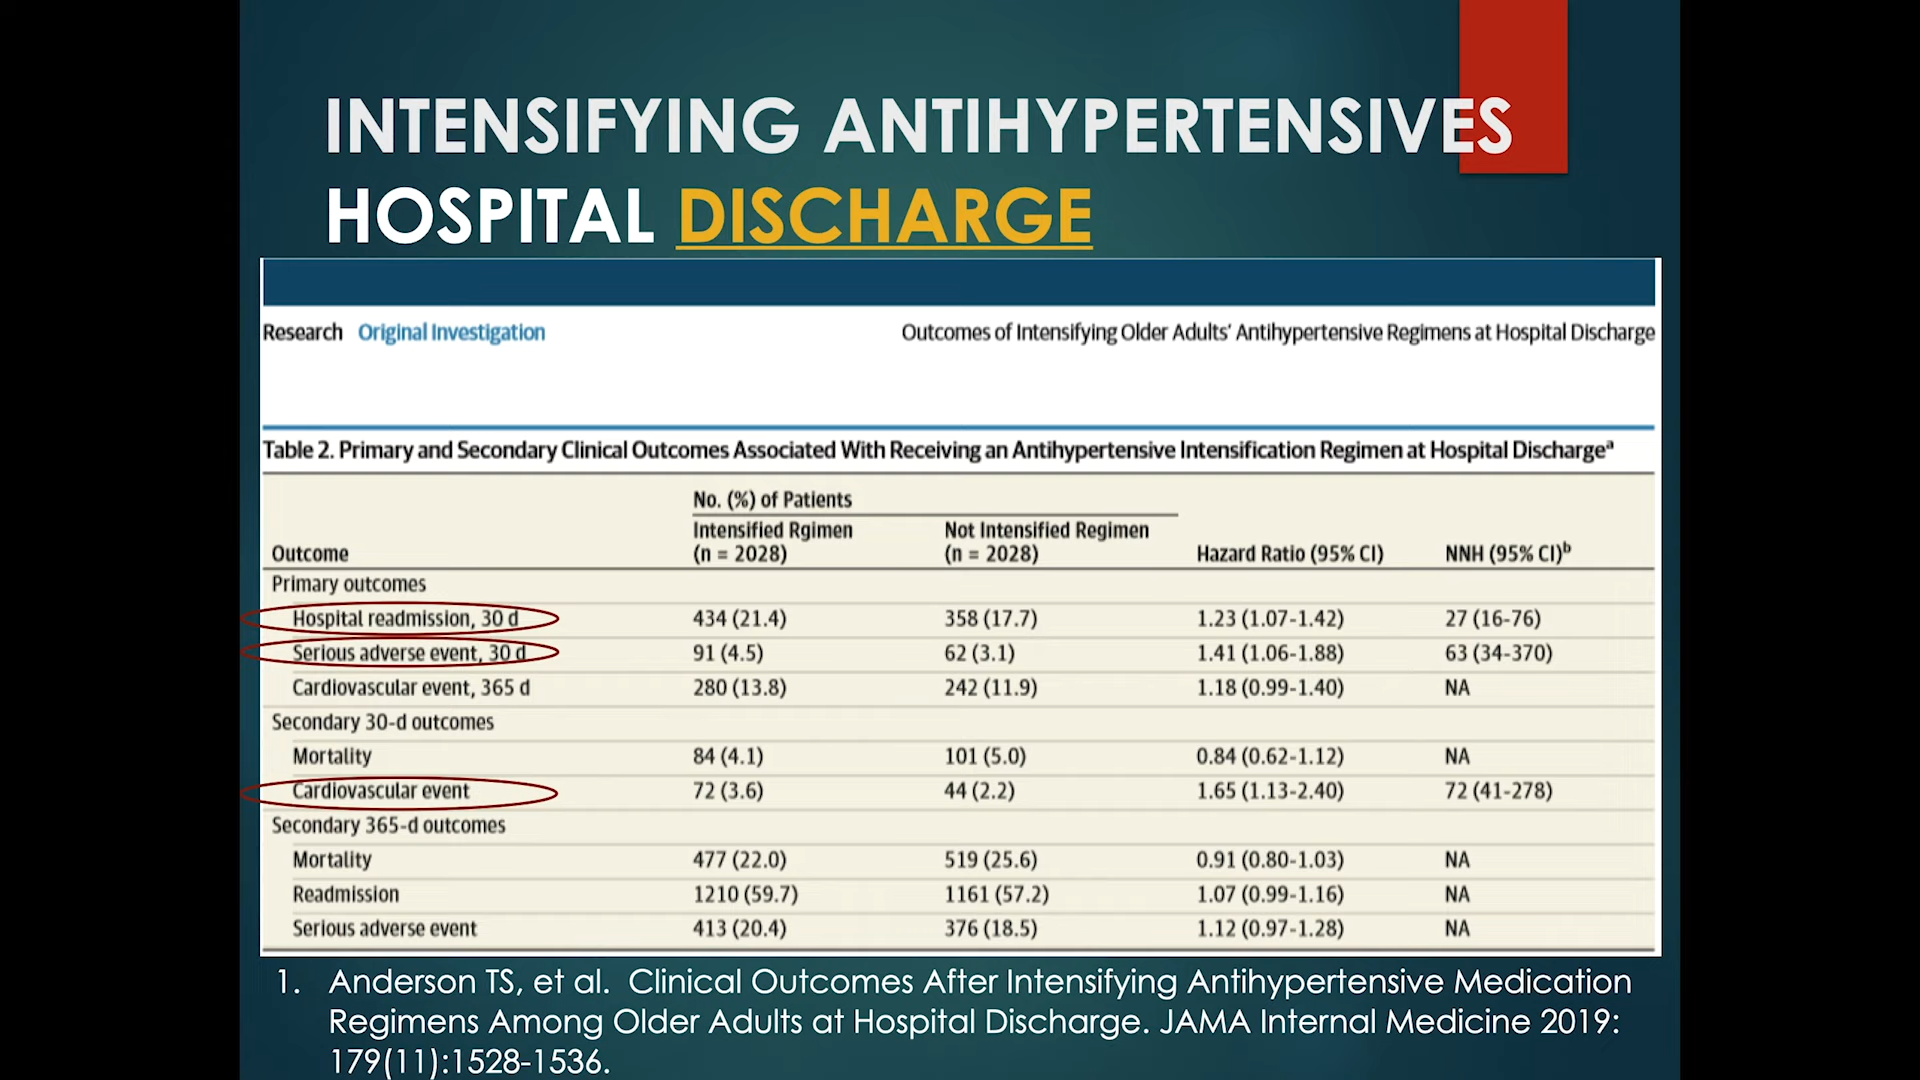 INTENSIFYING ANTIHYPERTENSIVES
HOSPITAL DISCHARGE
Research Original Investigation Outcomes of Intensifying Older Adults' Antihypertensive Regimens at Hospital Discharge
Table 2. Primary and Secondary Clinical Outcomes Associated With Receiving an Antihypertensive Intensification Regimen at Hospital Dischargeᵃ
No. (%) of Patients
Intensified Rgimen Not Intensified Regimen
Outcome (n = 2028) (n = 2028) Hazard Ratio (95% CI) NNH (95% CI)ᵇ
Primary outcomes
Hospital readmission, 30 d 434 (21.4) 358 (17.7) 1.23 (1.07-1.42) 27 (16-76)
Serious adverse event, 30 d 91 (4.5) 62 (3.1) 1.41 (1.06-1.88) 63 (34-370)
Cardiovascular event, 365 d 280 (13.8) 242 (11.9) 1.18 (0.99-1.40) NA
Secondary 30-d outcomes
Mortality 84 (4.1) 101 (5.0) 0.84 (0.62-1.12) NA
Cardiovascular event 72 (3.6) 44 (2.2) 1.65 (1.13-2.40) 72 (41-278)
Secondary 365-d outcomes
Mortality 477 (22.0) 519 (25.6) 0.91 (0.80-1.03) NA
Readmission 1210 (59.7) 1161 (57.2) 1.07 (0.99-1.16) NA
Serious adverse event 413 (20.4) 376 (18.5) 1.12 (0.97-1.28) NA
1. Anderson TS, et al. Clinical Outcomes After Intensifying Antihypertensive Medication
Regimens Among Older Adults at Hospital Discharge. JAMA Internal Medicine 2019:
179(11):1528-1536.